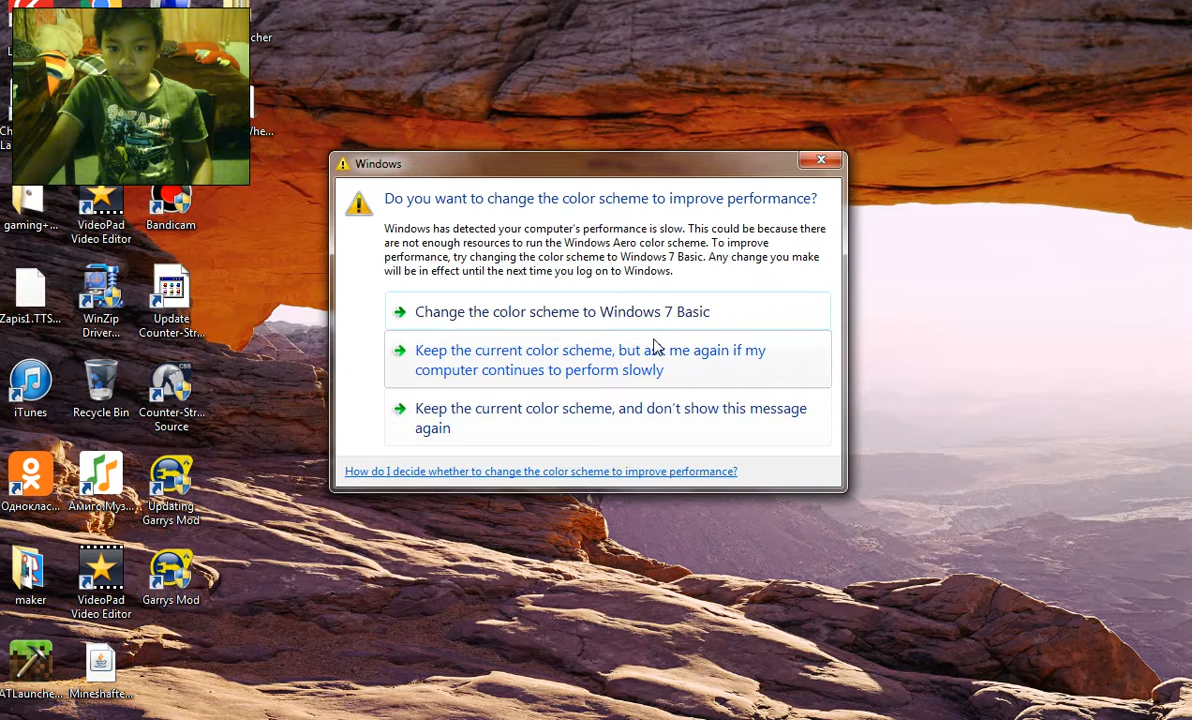 cher
Windows
Do you want to change the color scheme to improve performance?
Windows has detected your computer's performance is slow. This could be because there
are not enough resources to run the Windows Aero color scheme. To improve
performance, try changing the color scheme to Windows 7 Basic. Any change you make
will be in effect until the next time you log on to Windows.
Change the color scheme to Windows 7 Basic
Keep the current color scheme, but ask me again if my
computer continues to perform slowly
Keep the current color scheme, and don't show this message
again
How do I decide whether to change the color scheme to improve performance?
gaming+...
VideoPad
Video Editor
Bandicam
Zapis1.TTS...
WinZip
Driver...
Update
Counter-Str...
iTunes
Recycle Bin
Counter-Str...
Source
CSS
Одноклас...
АмигоМуз...
Updating
Garrys Mod
maker
VideoPad
Video Editor
Garrys Mod
ATLaunche...
Mineshafte...